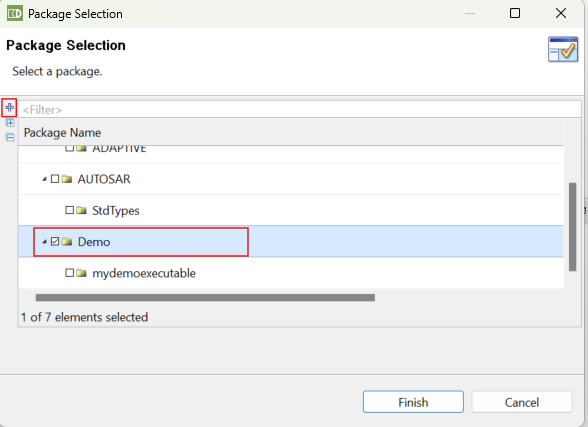 Package Selection
Package Selection
Select a package.
<Filter>
Package Name
ADAPTIVE
AUTOSAR
StdTypes
Demo
mydemoexecutable
1 of 7 elements selected
Finish
Cancel